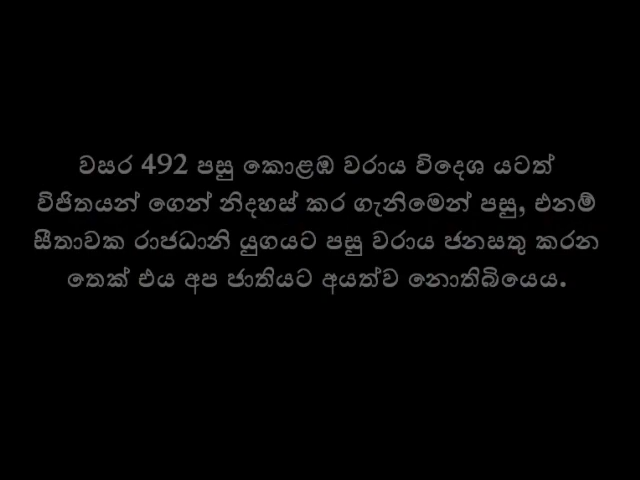 වසර 492 පසු කොළඹ වරාය විදෙශ යටත්
විජිතයන් ගෙන් නිදහස් කර ගැනිමෙන් පසු, එනම්
සීතාවක රාජධානි යුගයට පසු වරාය ජනසතු කරන
තෙක් එය අප ජාතියට අයත්ව නොතිබියෙය.